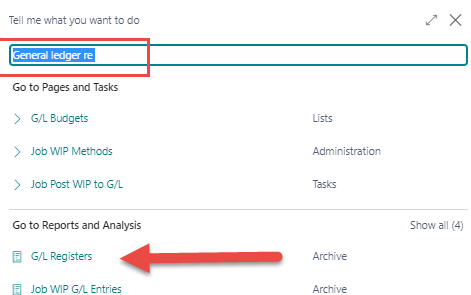 Tell me what you want to do
General ledger re
Go to Pages and Tasks
G/L Budgets Lists
Job WIP Methods Administration
Job Post WIP to G/L Tasks
Go to Reports and Analysis Show all (4)
G/L Registers Archive
Job WIP G/L Entries Archive